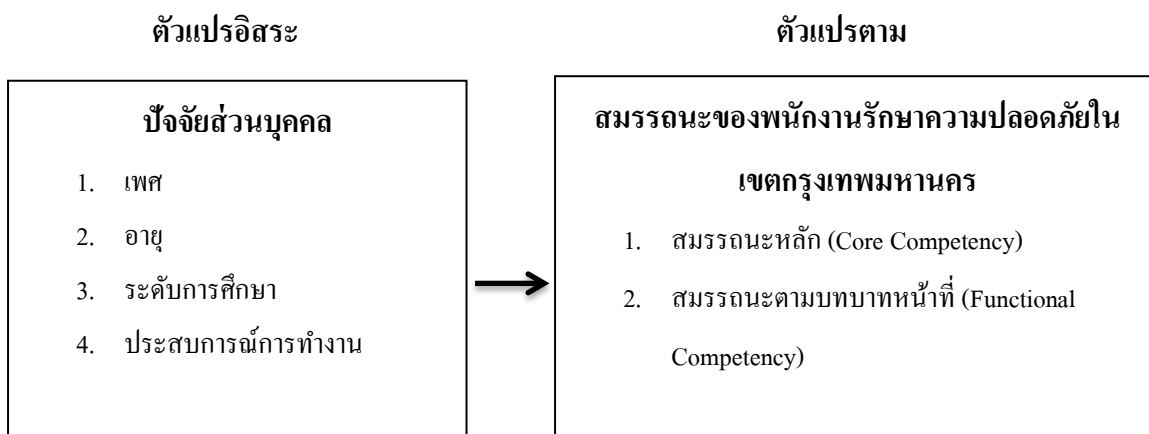 ตัวแปรอิสระ
ปัจจัยส่วนบุคคล
1. เพศ
2. อายุ
3. ระดับการศึกษา
4. ประสบการณ์การทำงาน
ตัวแปรตาม
สมรรถนะของพนักงานรักษาความปลอดภัยใน
เขตกรุงเทพมหานคร
1. สมรรถนะหลัก (Core Competency)
2. สมรรถนะตามบทบาทหน้าที่ (Functional
Competency)